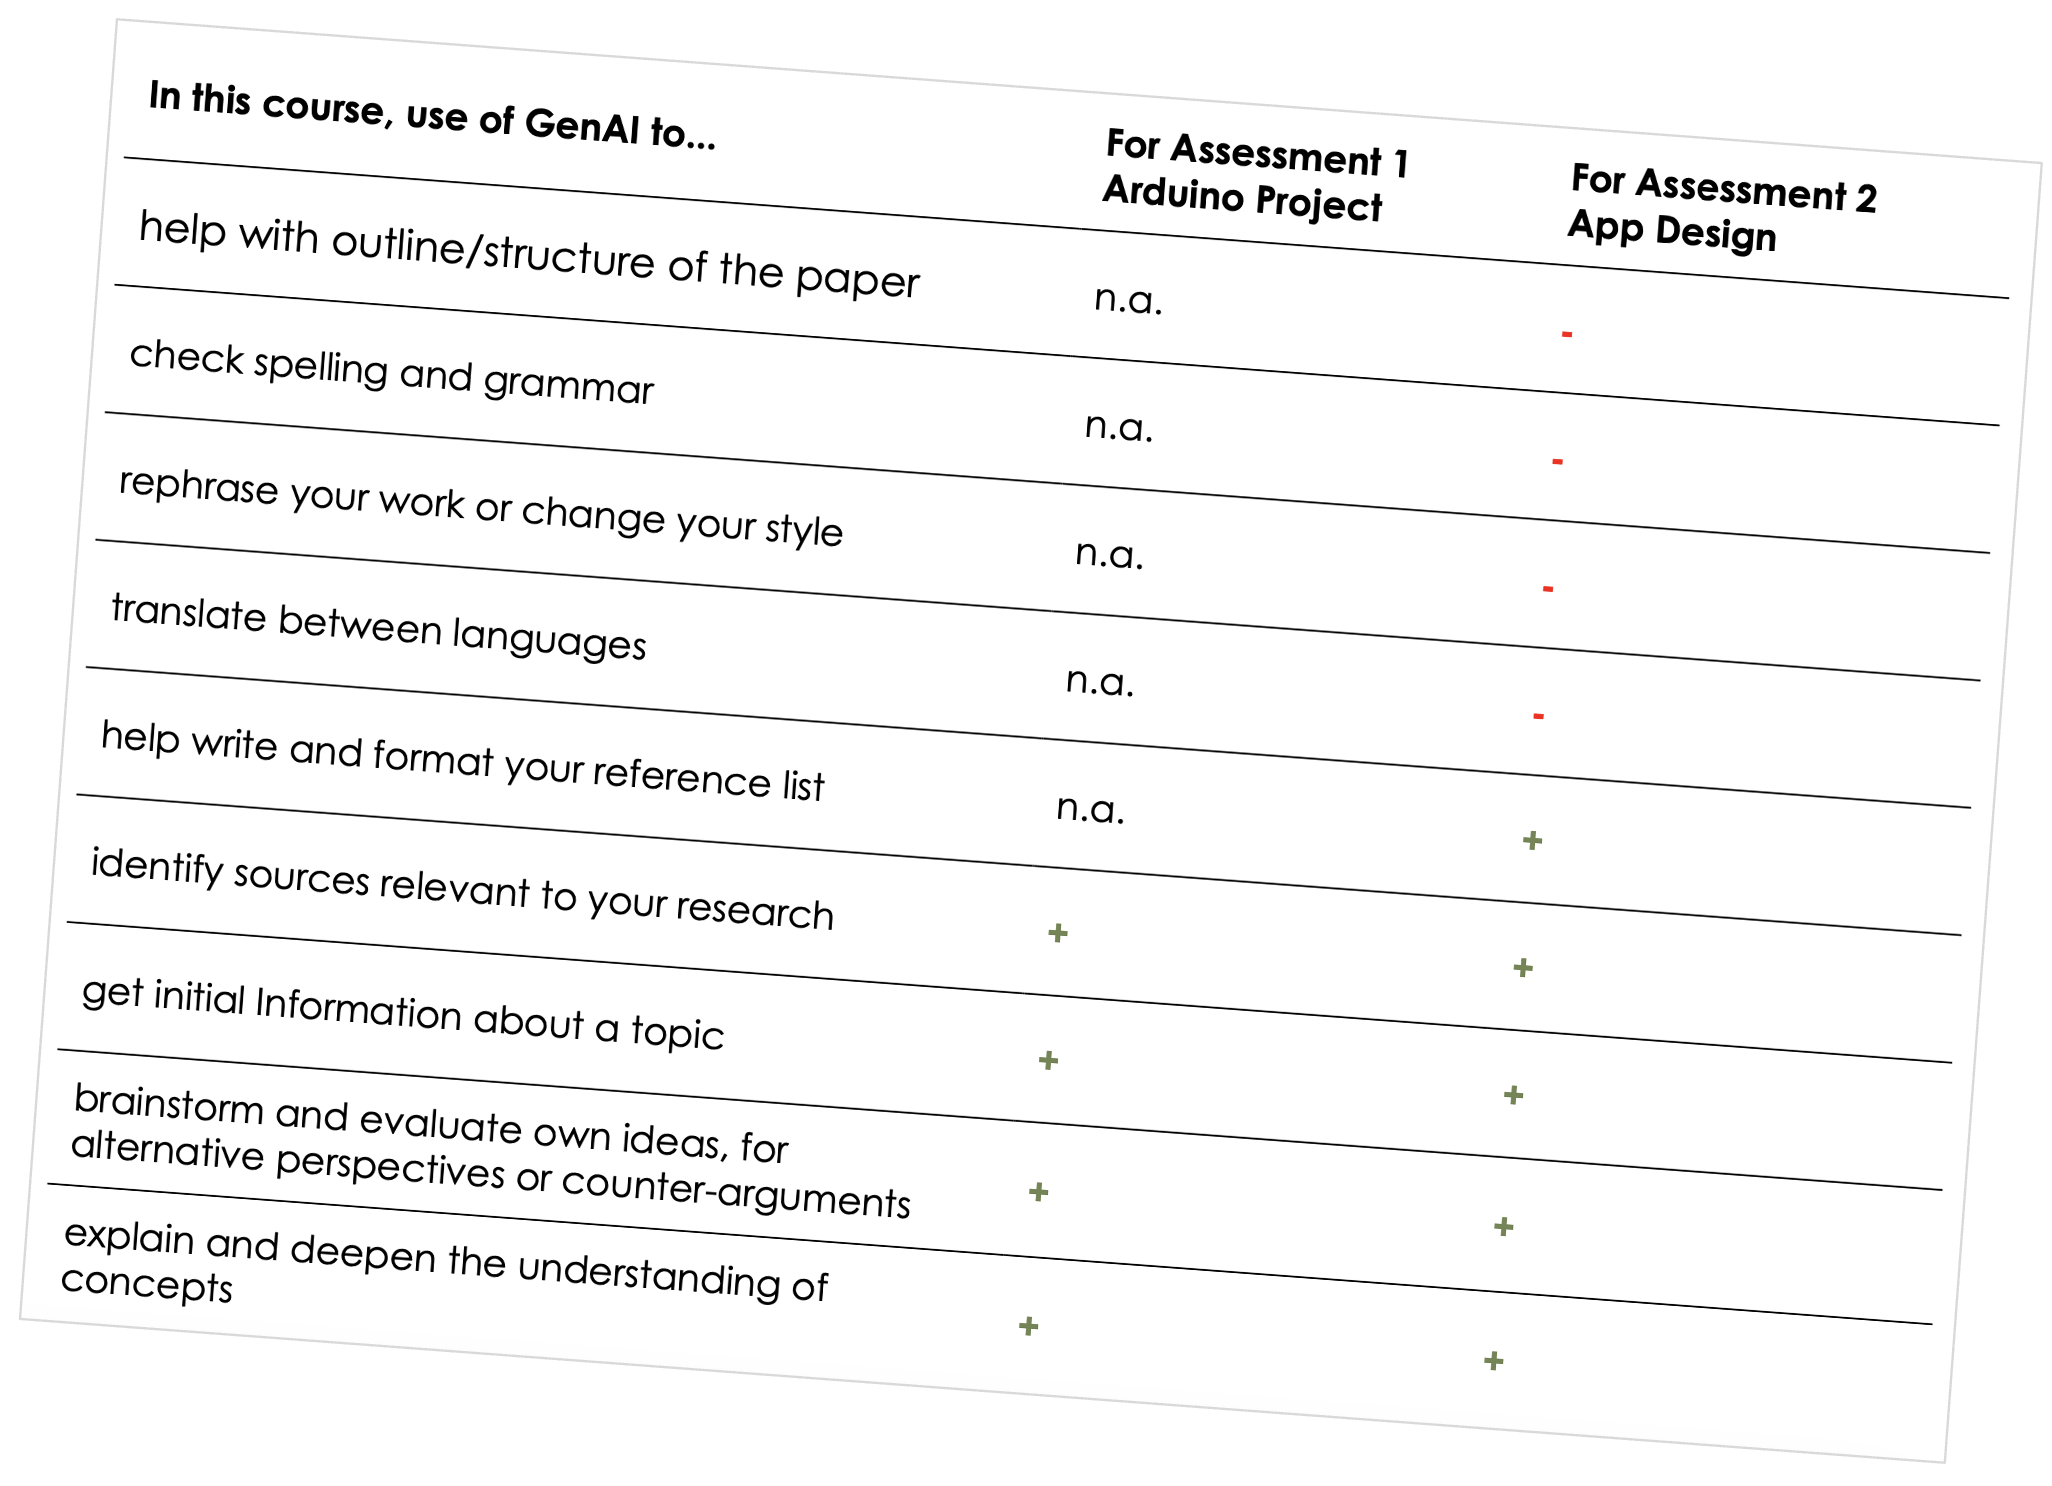 In this course, use of GenAI to...
For Assessment 1
Arduino Project
For Assessment 2
App Design
help with outline/structure of the paper
n.a.
-
check spelling and grammar
n.a.
-
rephrase your work or change your style
n.a.
-
translate between languages
n.a.
-
help write and format your reference list
n.a.
+
identify sources relevant to your research
+
+
get initial Information about a topic
+
+
brainstorm and evaluate own ideas, for
alternative perspectives or counter-arguments
+
+
explain and deepen the understanding of
concepts
+
+